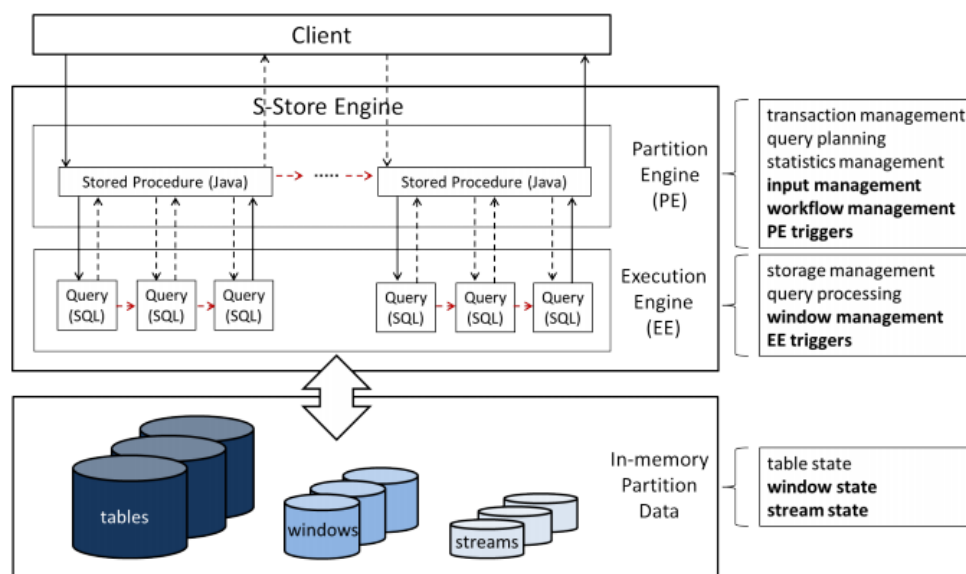 Client
S-Store Engine
Partition
Engine
(PE)
Stored Procedure (Java)
.....
Stored Procedure (Java)
transaction management
query planning
statistics management
input management
workflow management
PE triggers
Query
(SQL)
Query
(SQL)
Query
(SQL)
Query
(SQL)
Query
(SQL)
Query
(SQL)
Execution
Engine
(EE)
storage management
query processing
window management
EE triggers
tables
windows
streams
In-memory
Partition
Data
table state
window state
stream state